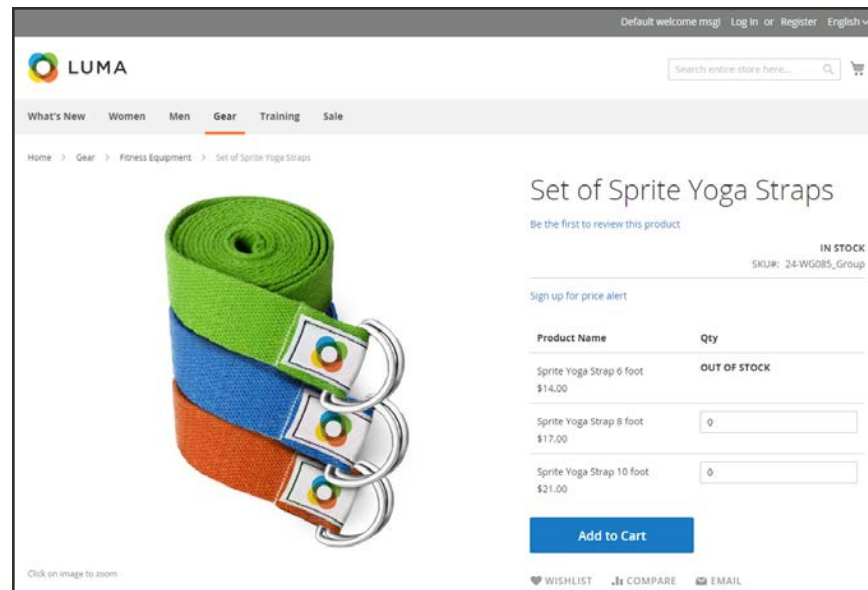 Default welcome msg! Log In or Register English
LUMA
Search entire store here...
What's New Women Men Gear Training Sale
Home > Gear > Fitness Equipment > Set of Sprite Yoga Straps
Set of Sprite Yoga Straps
Be the first to review this product
IN STOCK
SKU#: 24-WG085_Group
Sign up for price alert
Product Name Qty
Sprite Yoga Strap 6 foot OUT OF STOCK
$14.00
Sprite Yoga Strap 8 foot 0
$17.00
Sprite Yoga Strap 10 foot 0
$21.00
Add to Cart
Click on image to zoom
WISHLIST COMPARE EMAIL